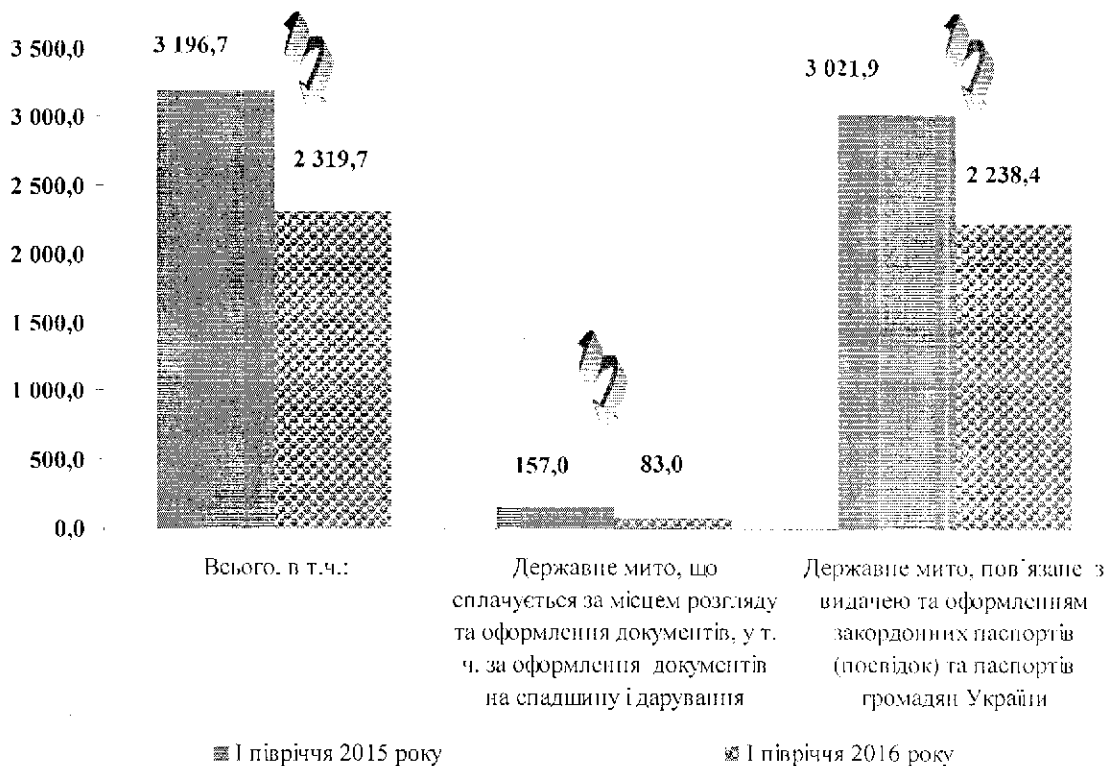 3 500,0
3 000,0
2 500,0
2 000,0
1 500,0
1 000,0
500,0
0,0
3 196,7
2 319,7
157,0
83,0
3 021,9
2 238,4
Всього, в т.ч.:
Державне мито, що
сплачується за місцем розгляду
та оформлення документів, у т.
ч. за оформлення документів
на спадщину і дарування
Державне мито, пов'язане з
видачею та оформленням
закордонних паспортів
(посвідок) та паспортів
громадян України
І півріччя 2015 року
І півріччя 2016 року